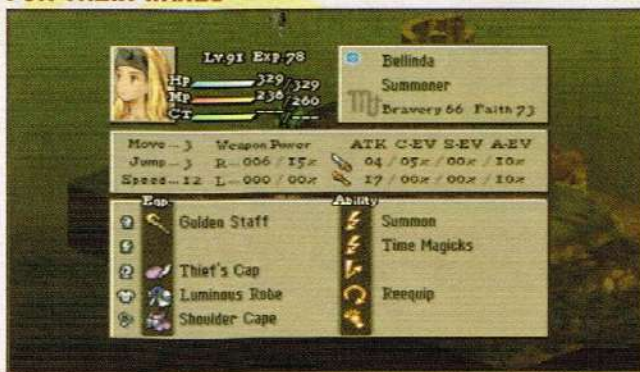 Lv.91 Exp.78
Hp 329/329
Mp 236/260
CT ---/---
Bellinda
Summoner
Bravery 66 Faith 73
Move 3 Weapon Power ATK C-EV S-EV A-EV
Jump 3 R 006 / 15% 04 / 05% / 00% / 10%
Speed 12 L 000 / 00% 17 / 00% / 00% / 10%
Eqp. Ability
Golden Staff Summon
Time Magicks
Thief's Cap
Luminous Robe Reequip
Shoulder Cape